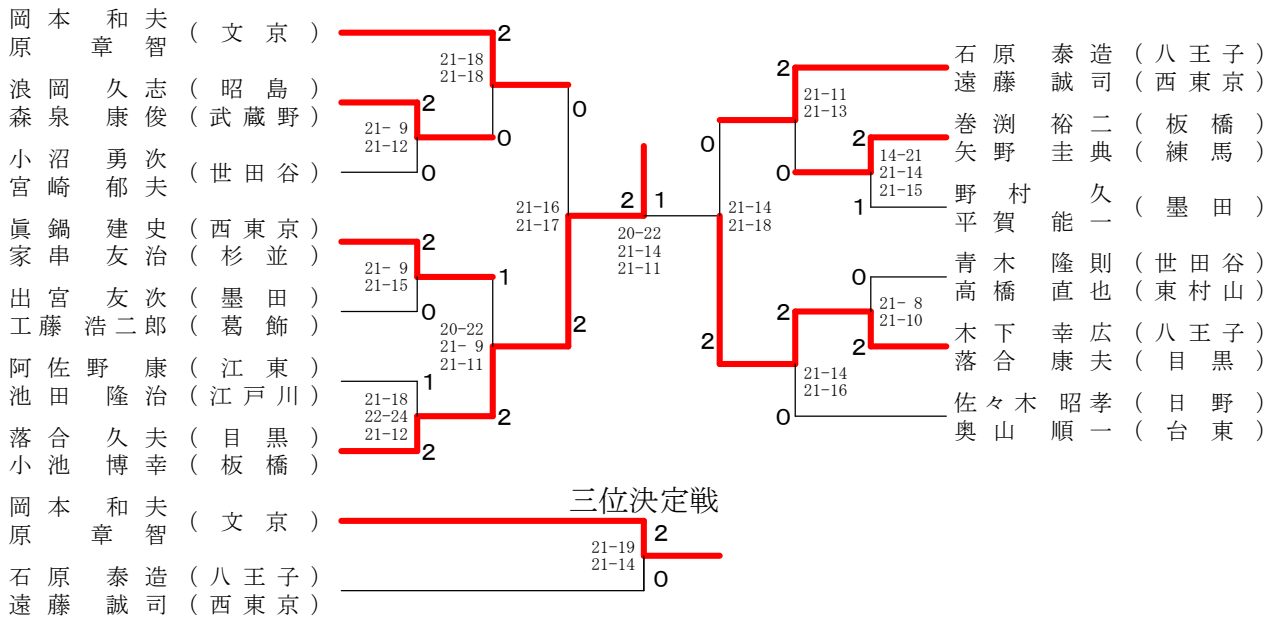 岡本 和夫
原 章智 (文京)
浪岡 久志 (昭島)
森泉 康俊 (武蔵野)
小沼 勇次
宮崎 郁夫 (世田谷)
眞鍋 建史 (西東京)
家串 友治 (杉並)
出宮 友次 (墨田)
工藤 浩二郎 (葛飾)
阿佐野 康 (江東)
池田 隆治 (江戸川)
落合 久夫 (目黒)
小池 博幸 (板橋)
2
21-18
21-18
0
2
21- 9
21-12
0
0
21-16
21-17
2
2
21- 9
21-15
0
1
20-22
21- 9
21-11
2
1
21-18
22-24
21-12
2
2 1
20-22
21-14
21-11
石原 泰造 (八王子)
遠藤 誠司 (西東京)
巻渕 裕二 (板橋)
矢野 圭典 (練馬)
野村 久
平賀 能一 (墨田)
青木 隆則 (世田谷)
高橋 直也 (東村山)
木下 幸広 (八王子)
落合 康夫 (目黒)
佐々木 昭孝 (日野)
奥山 順一 (台東)
2
21-11
21-13
0
2
14-21
21-14
21-15
1
0
21-14
21-18
2
0
21- 8
21-10
2
2
21-14
21-16
0
三位決定戦
岡本 和夫
原 章智 (文京)
石原 泰造 (八王子)
遠藤 誠司 (西東京)
2
21-19
21-14
0